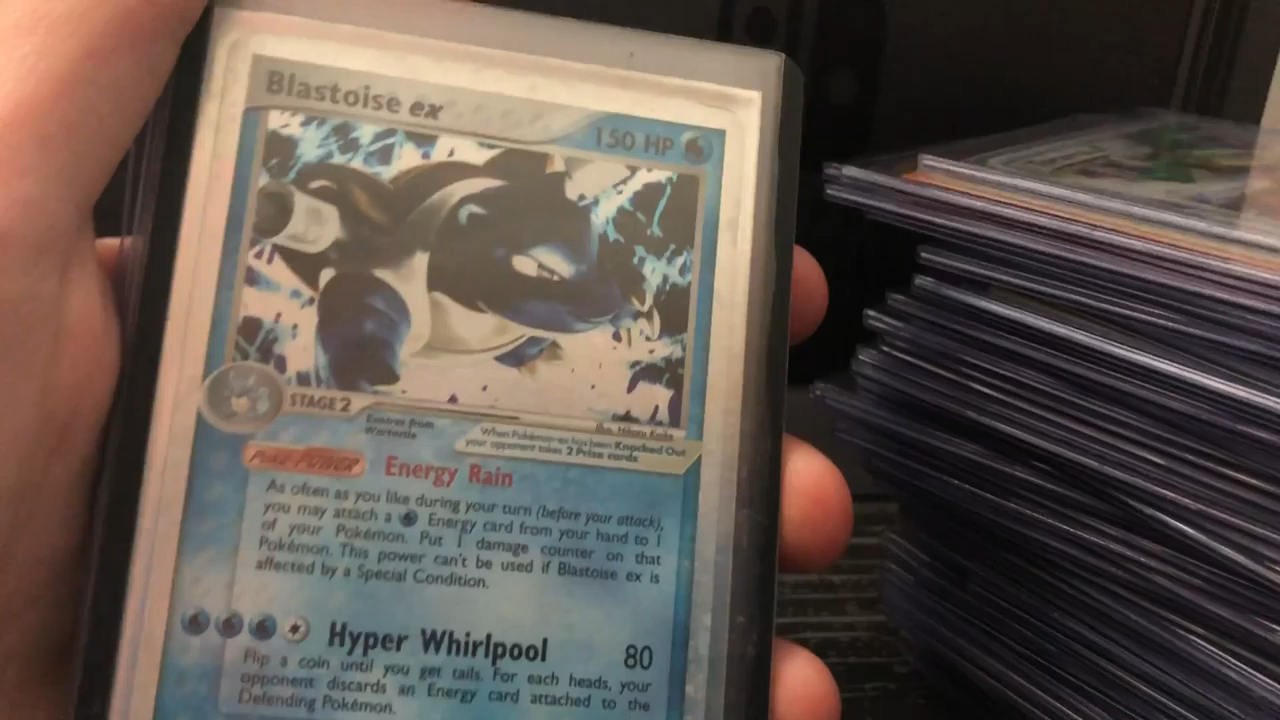 Blastoise ex
150 HP
STAGE 2
Evolves from
Wartortle
Illus. Hikaru Koike
When Pokémon-ex has been Knocked Out
your opponent takes 2 Prize cards
POKé-POWER
Energy Rain
As often as you like during your turn (before your attack),
you may attach a Energy card from your hand to 1
of your Pokémon. Put 1 damage counter on that
Pokémon. This power can't be used if Blastoise ex is
affected by a Special Condition.
Hyper Whirlpool 80
Flip a coin until you get tails. For each heads, your
opponent discards an Energy card attached to the
Defending Pokémon.